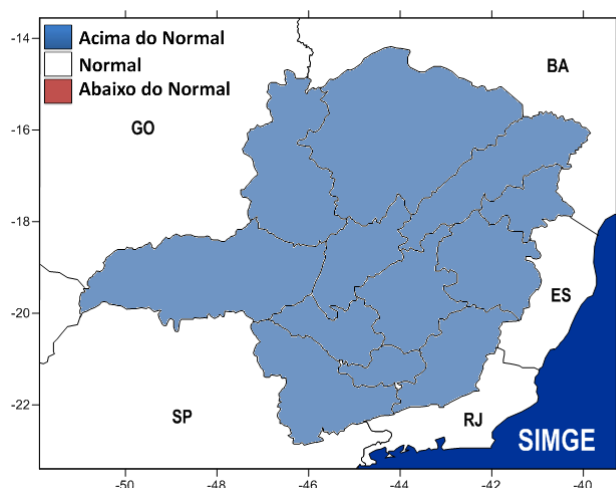 Acima do Normal
Normal
Abaixo do Normal
-14
-16
-18
-20
-22
BA
GO
ES
SP
RJ
SIMGE
-50
-48
-46
-44
-42
-40